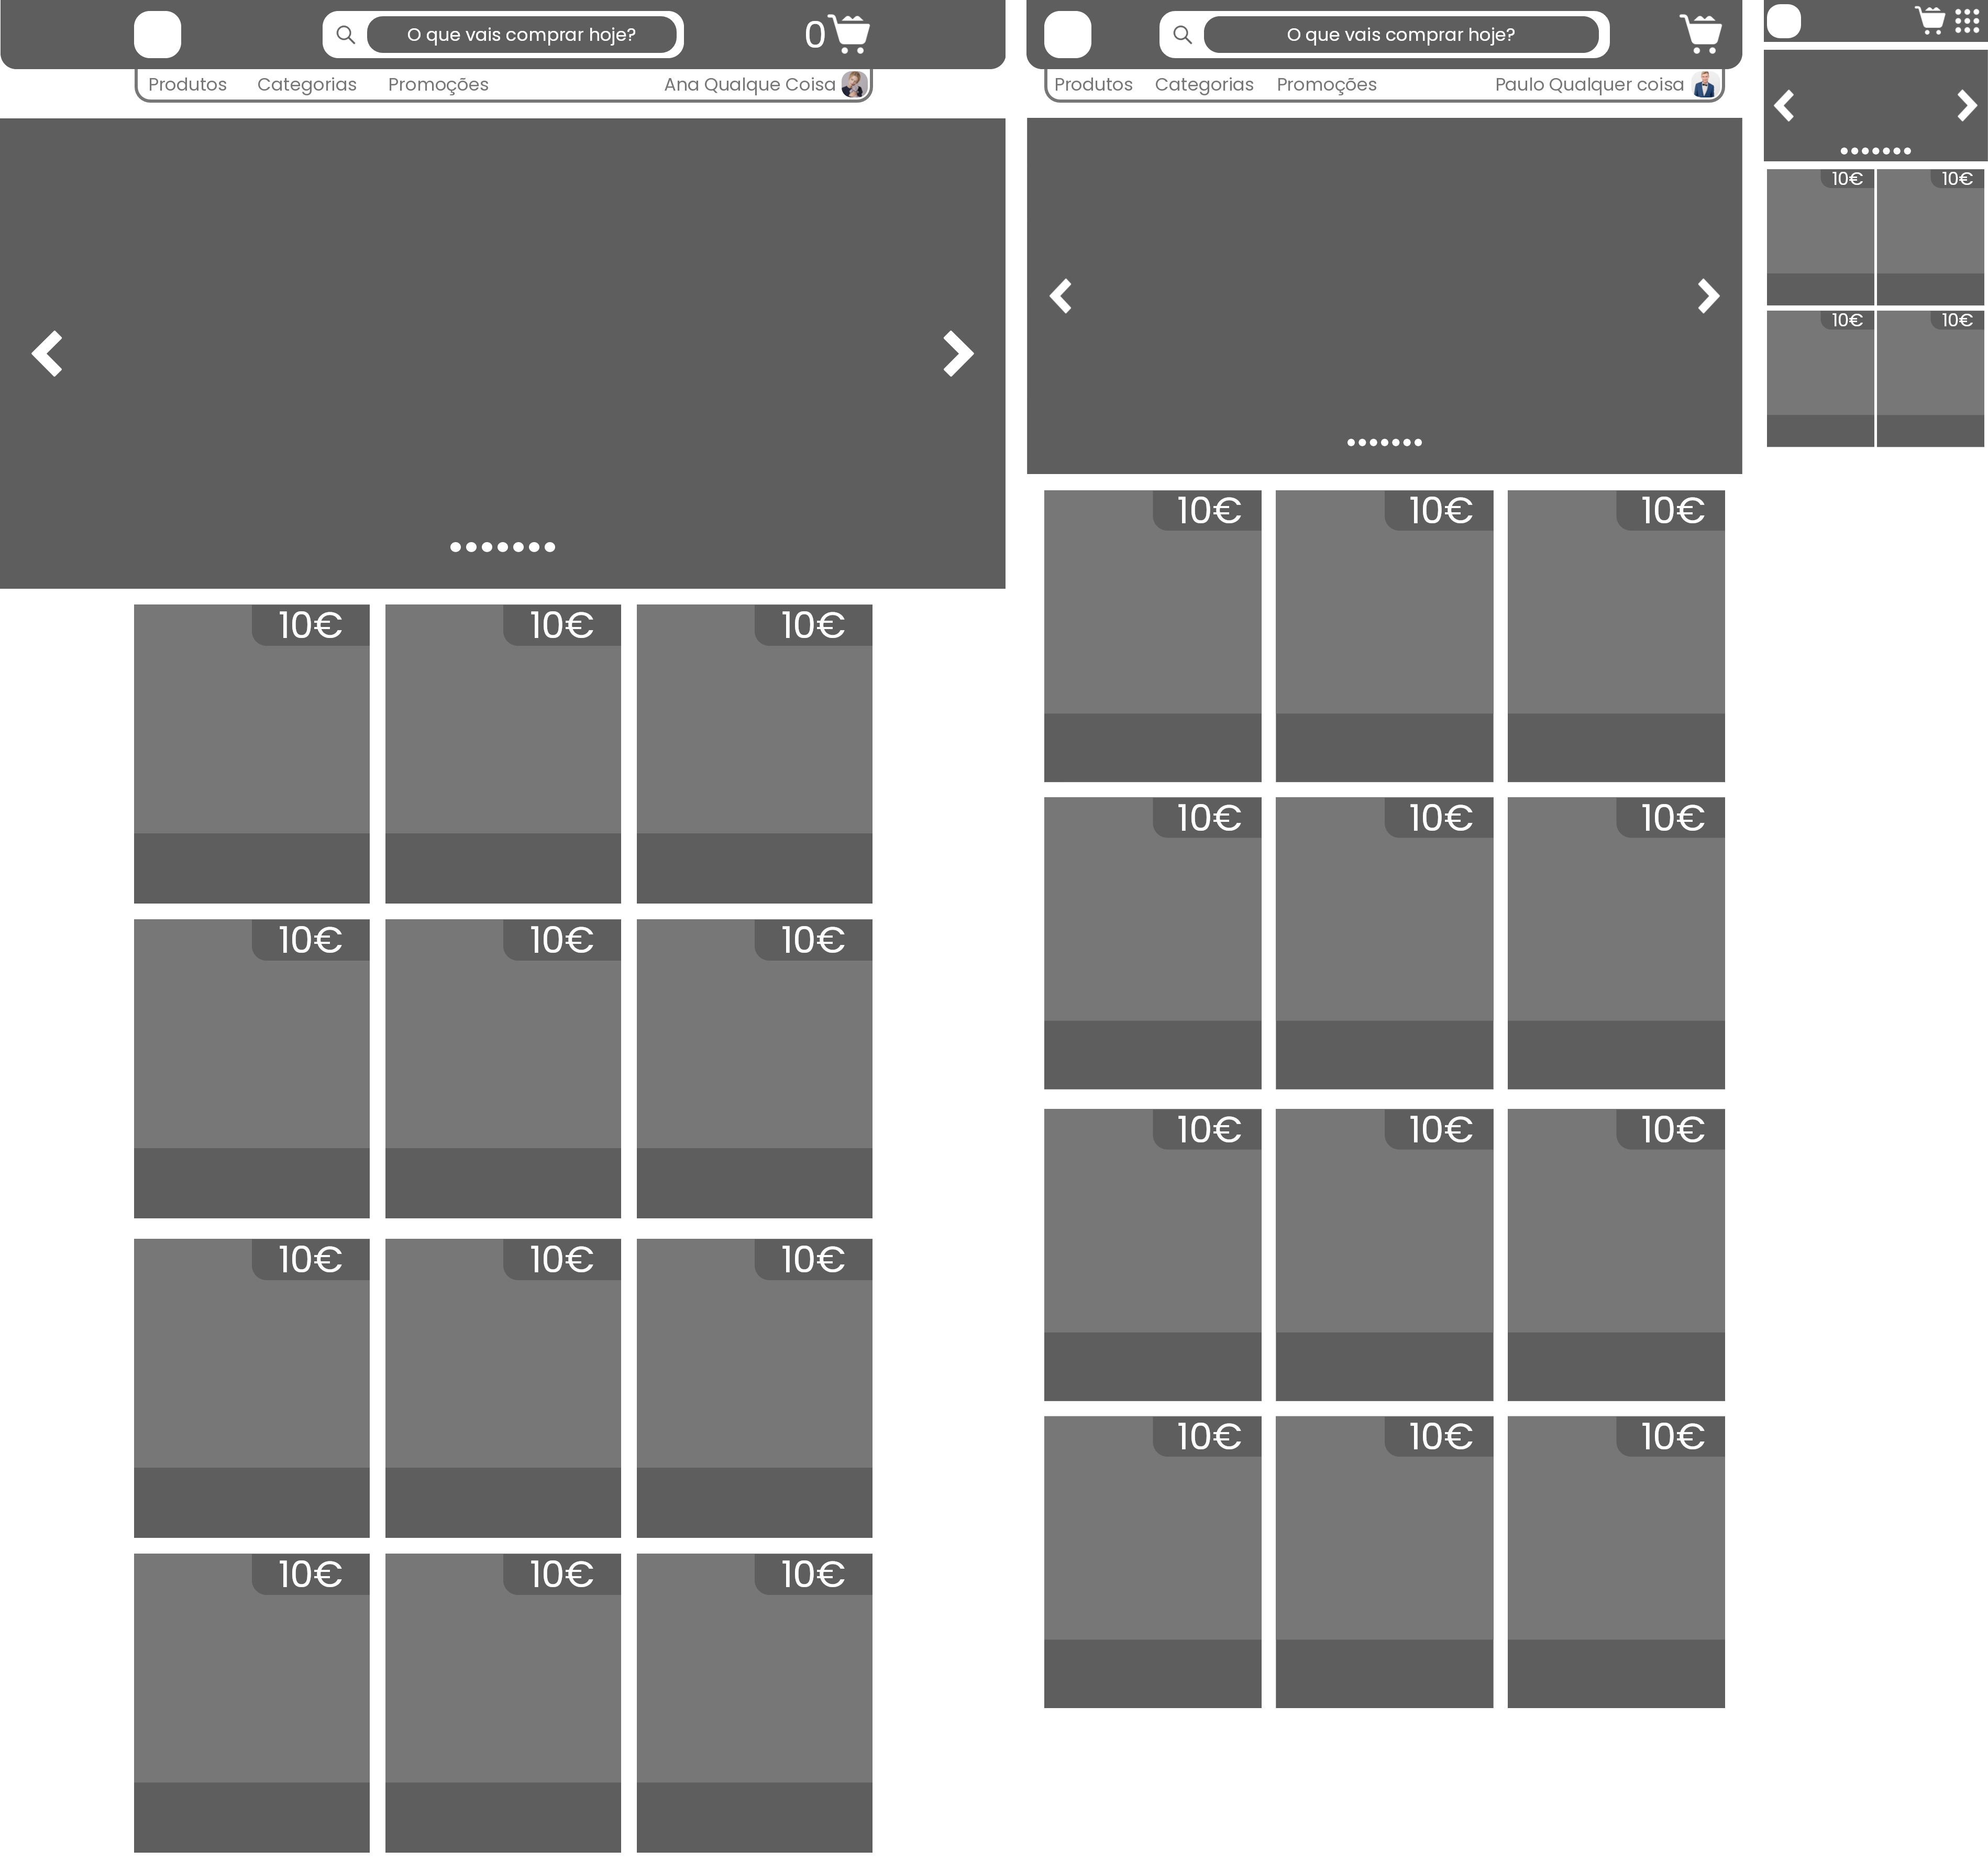 O que vais comprar hoje?
0
Produtos Categorias Promoções Ana Qualque Coisa
10€ 10€ 10€
10€ 10€ 10€
10€ 10€ 10€
10€ 10€ 10€
O que vais comprar hoje?
Produtos Categorias Promoções Paulo Qualquer coisa
10€ 10€ 10€
10€ 10€ 10€
10€ 10€ 10€
10€ 10€ 10€
10€ 10€
10€ 10€